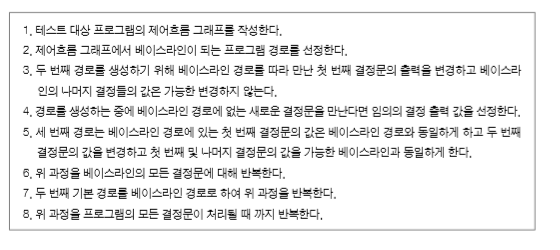 1. 테스트 대상 프로그램의 제어흐름 그래프를 작성한다.
2. 제어흐름 그래프에서 베이스라인이 되는 프로그램 경로를 선정한다.
3. 두 번째 경로를 생성하기 위해 베이스라인 경로를 따라 만난 첫 번째 결정문의 출력을 변경하고 베이스라
인의 나머지 결정들의 값은 가능한 변경하지 않는다.
4. 경로를 생성하는 중에 베이스라인 경로에 없는 새로운 결정문을 만난다면 임의의 결정 출력 값을 선정한다.
5. 세 번째 경로는 베이스라인 경로에 있는 첫 번째 결정문의 값은 베이스라인 경로와 동일하게 하고 두 번째
결정문의 값을 변경하고 첫 번째 및 나머지 결정문의 값을 가능한 베이스라인과 동일하게 한다.
6. 위 과정을 베이스라인의 모든 결정문에 대해 반복한다.
7. 두 번째 기본 경로를 베이스라인 경로로 하여 위 과정을 반복한다.
8. 위 과정을 프로그램의 모든 결정문이 처리될 때 까지 반복한다.